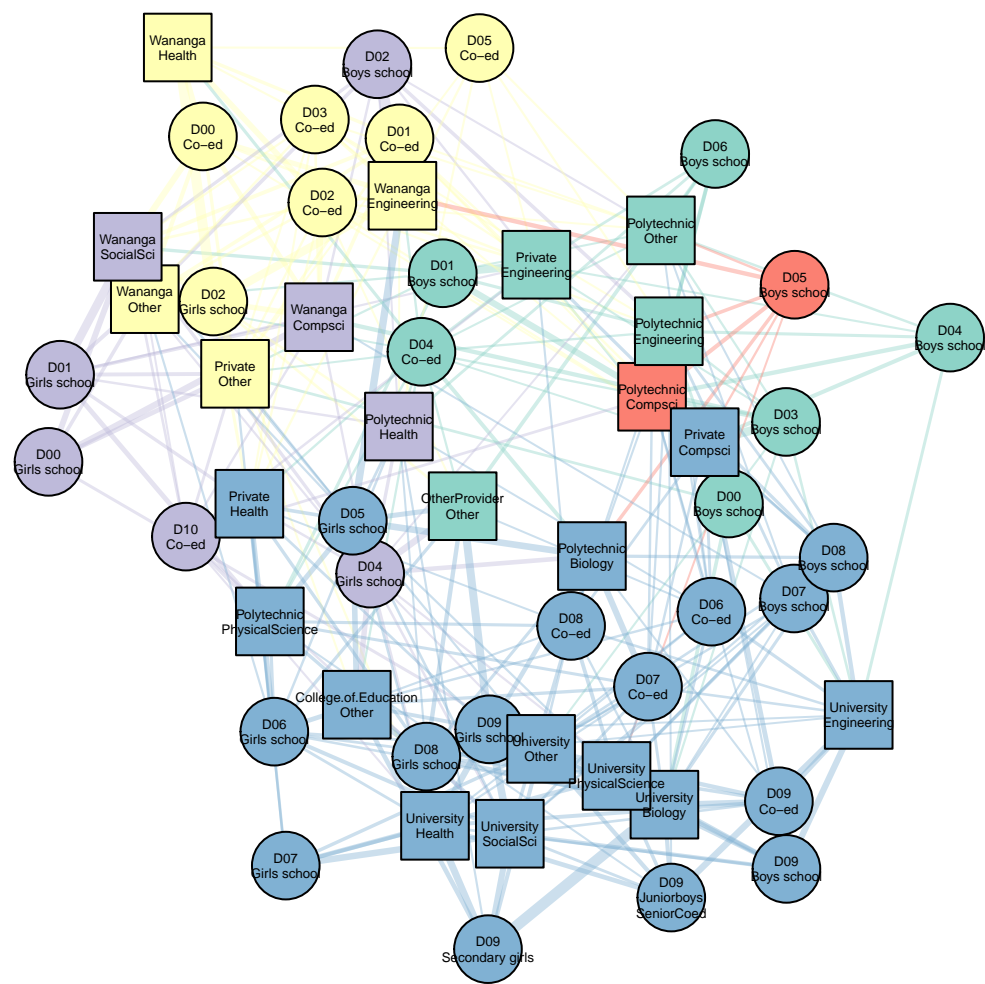 Wananga
Health
D02
Boys school
D05
Co−ed
D00
Co−ed
D03
Co−ed
D01
Co−ed
D06
Boys school
Wananga
Engineering
D02
Co−ed
Polytechnic
Other
Wananga
SocialSci
Private
Engineering
D01
Boys school
D05
Boys school
Wananga
Other
D02
Girls school
Wananga
Compsci
Polytechnic
Engineering
D04
Boys school
D04
Co−ed
D01
Girls school
Private
Other
Polytechnic
Compsci
D03
Boys school
Polytechnic
Health
Private
Compsci
D00
Girls school
Private
Health
OtherProvider
Other
D00
Boys school
D05
Girls school
D10
Co−ed
Polytechnic
Biology
D08
Boys school
D04
Girls school
D07
Boys school
Polytechnic
PhysicalScience
D08
Co−ed
D06
Co−ed
D07
Co−ed
College.of.Education
Other
University
Engineering
D06
Girls school
D09
Girls school
University
Other
D08
Girls school
University
PhysicalScience
University
Biology
D09
Co−ed
University
Health
University
SocialSci
D07
Girls school
D09
Boys school
D09
Juniorboys
SeniorCoed
D09
Secondary girls